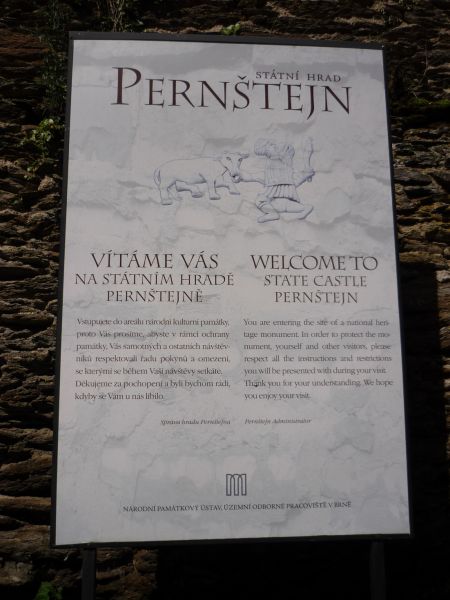 STÁTNÍ HRAD
PERNŠTEJN
VÍTÁME VÁS
NA STÁTNÍM HRADĚ
PERNŠTEJNĚ
Vstupujete do areálu národní kulturní památky,
proto Vás prosíme, abyste v rámci ochrany
památky, Vás samotných a ostatních návštěv-
níků respektovali řadu pokynů a omezení,
se kterými se během Vaší návštěvy setkáte.
Děkujeme za pochopení a byli bychom rádi,
kdyby se Vám u nás líbilo.
Správa hradu Pernštejna
WELCOME TO
STATE CASTLE
PERNŠTEJN
You are entering the site of a national heri-
tage monument. In order to protect the mo-
nument, yourself and other visitors, please
respect all the instructions and restrictions
you will be presented with during your visit.
Thank you for your understanding. We hope
you enjoy your visit.
Pernštejn Administrator
NÁRODNÍ PAMÁTKOVÝ ÚSTAV, ÚZEMNÍ ODBORNÉ PRACOVIŠTĚ V BRNĚ